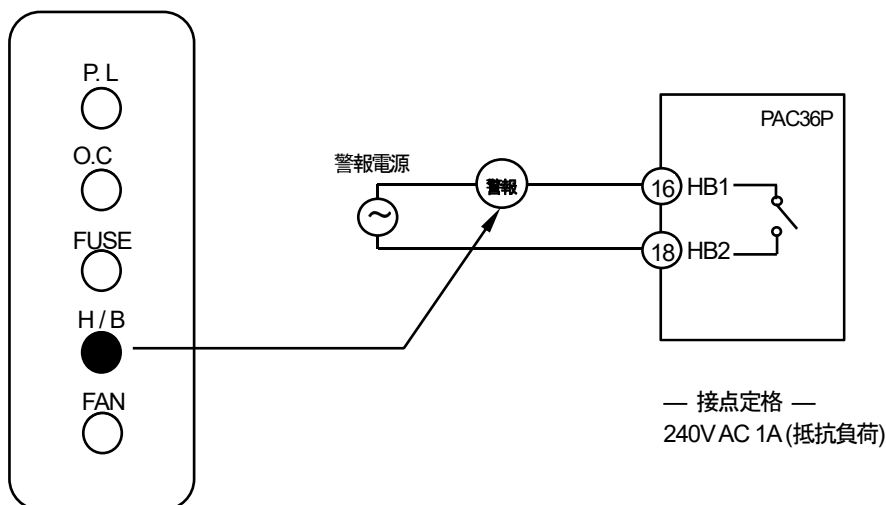 P. L
O.C
FUSE
H / B
FAN
警報電源
~
警報
PAC36P
16 HB1
18 HB2
― 接点定格 ―
240V AC 1A (抵抗負荷)